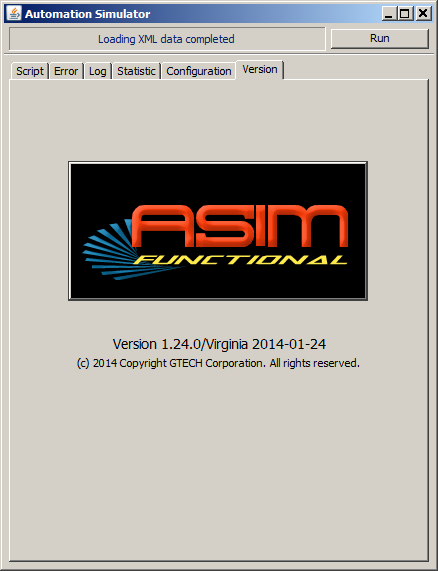 Automation Simulator
Loading XML data completed
Run
Script Error Log Statistic Configuration Version
ASIM
FUNCTIONAL
Version 1.24.0/Virginia 2014-01-24
(c) 2014 Copyright GTECH Corporation. All rights reserved.